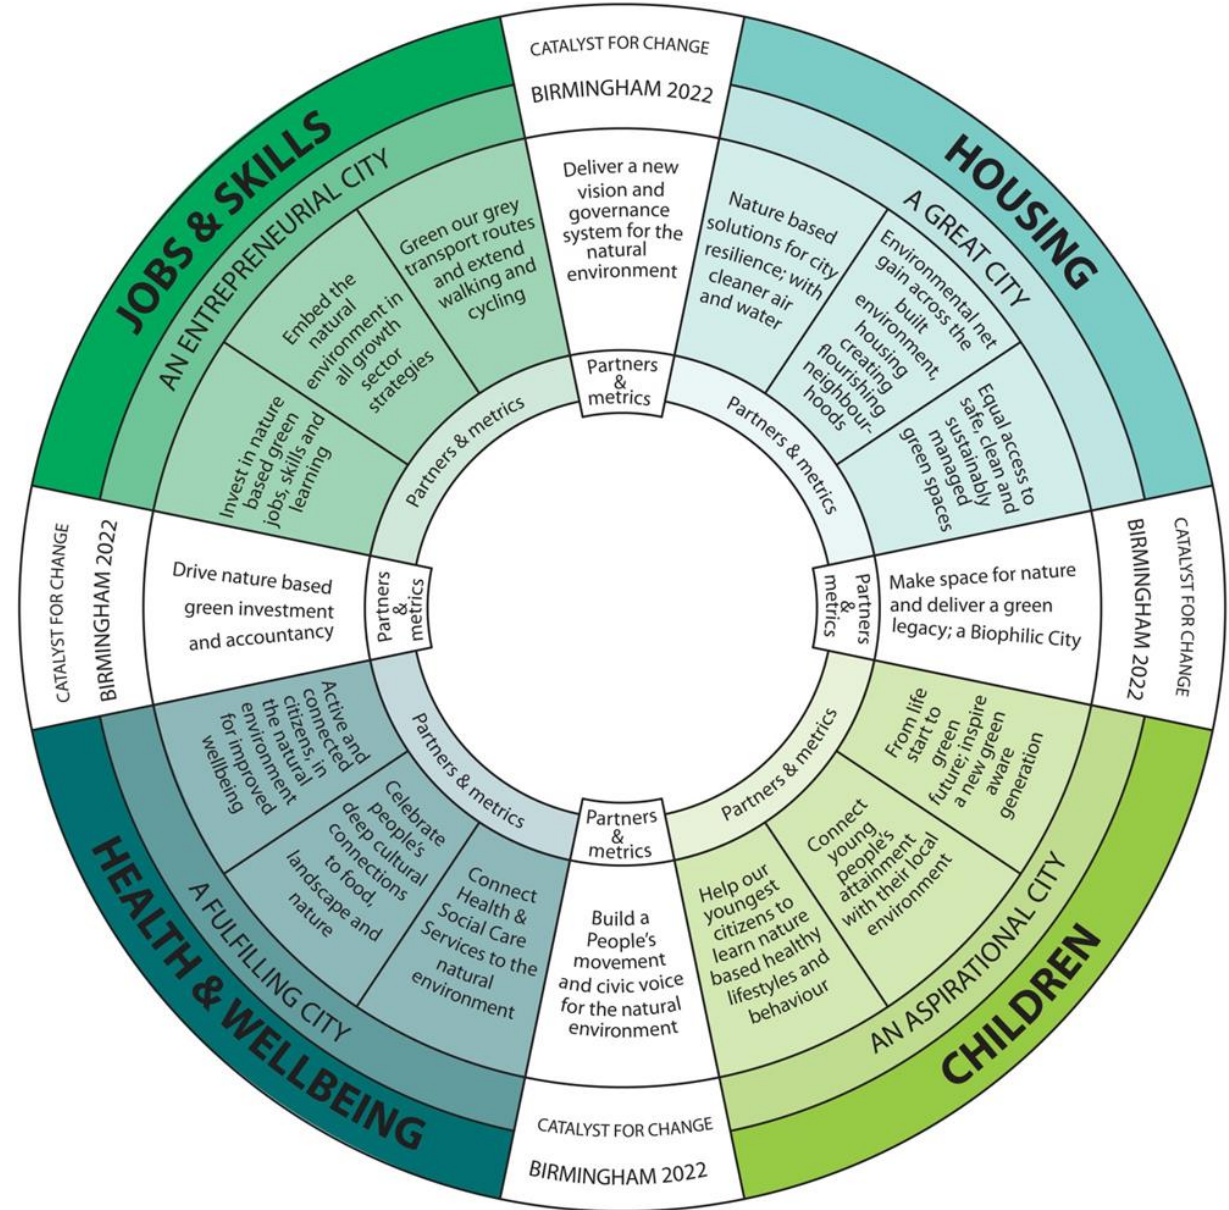 CATALYST FOR CHANGE
BIRMINGHAM 2022
Deliver a new
vision and
governance
system for the
natural
environment
Partners
&
metrics
HOUSING
A GREAT CITY
Nature based
solutions for city
resilience; with
cleaner air
and water
Environmental net
gain across the
built
environment,
housing
creating
flourishing
neighbour-
hoods
Equal access to
safe, clean and
sustainably
managed
green spaces
Partners & metrics
CATALYST FOR CHANGE
BIRMINGHAM 2022
Make space for nature
and deliver a green
legacy; a Biophilic City
Partners
&
metrics
CHILDREN
AN ASPIRATIONAL CITY
From life
start to
green
future; inspire
a new green
aware
generation
Connect
young
people's
attainment
with their local
environment
Help our
youngest
citizens to
learn nature
based healthy
lifestyles and
behaviour
Partners & metrics
Partners
&
metrics
Build a
People's
movement
and civic voice
for the natural
environment
CATALYST FOR CHANGE
BIRMINGHAM 2022
HEALTH & WELLBEING
A FULFILLING CITY
Connect
Health &
Social Care
Services to the
natural
environment
Celebrate
people's
deep cultural
connections
to food,
landscape and
nature
Active and
connected
citizens, in
the natural
environment
for improved
wellbeing
Partners & metrics
CATALYST FOR CHANGE
BIRMINGHAM 2022
Drive nature based
green investment
and accountancy
Partners
&
metrics
JOBS & SKILLS
AN ENTREPRENEURIAL CITY
Invest in nature
based green
jobs, skills and
learning
Embed the
natural
environment in
all growth
sector
strategies
Green our grey
transport routes
and extend
walking and
cycling
Partners & metrics